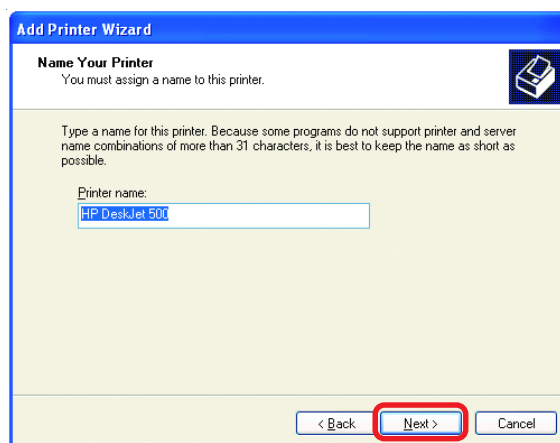 Add Printer Wizard
Name Your Printer
You must assign a name to this printer.
Type a name for this printer. Because some programs do not support printer and server
name combinations of more than 31 characters, it is best to keep the name as short as
possible.
Printer name:
HP DeskJet 500
< Back Next > Cancel